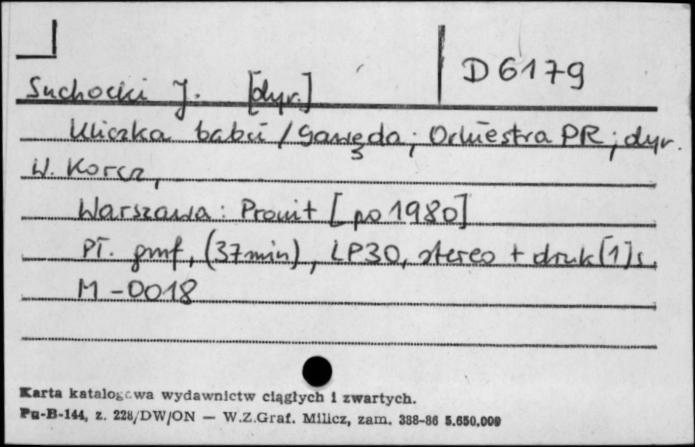 D 6179
Suchocki J. [dyr.]
Uliczka babci / Gawęda ; Orkiestra PR ; dyr.
W. Korcz,
Warszawa : Pronit [po 1980]
Pł. gmf., (37 min), LP30, stereo + druk [1] s.
M-0018
Karta katalogowa wydawnictw ciągłych i zwartych.
Pu-B-144, z. 228/DW/ON — W.Z.Graf. Milicz, zam. 388-86 5.650.000